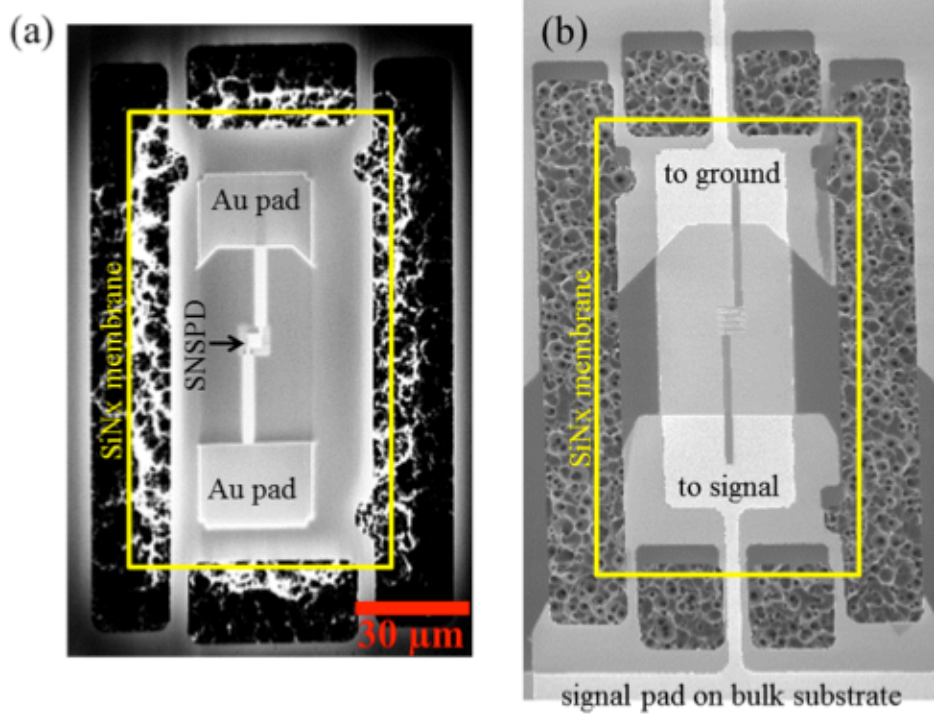 (a)
Au pad
SiNx membrane
SNSPD
Au pad
30 μm
(b)
to ground
SiNx membrane
to signal
signal pad on bulk substrate